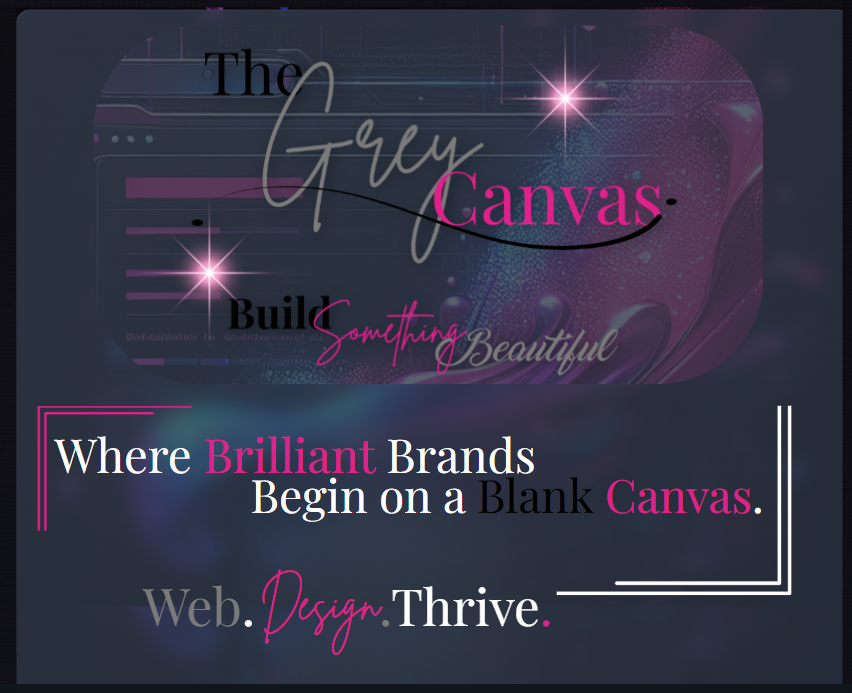 The
Grey
Canvas
Build Something Beautiful
Where Brilliant Brands
Begin on a Blank Canvas.
Web. Design. Thrive.